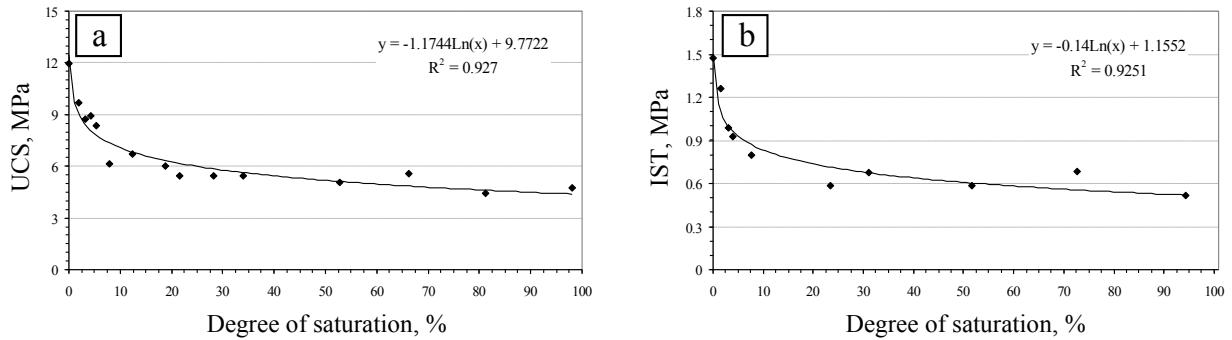 a
y = -1.1744Ln(x) + 9.7722
R² = 0.927
UCS, MPa
15
12
9
6
3
0
0 10 20 30 40 50 60 70 80 90 100
Degree of saturation, %
b
y = -0.14Ln(x) + 1.1552
R² = 0.9251
IST, MPa
1.8
1.5
1.2
0.9
0.6
0.3
0
0 10 20 30 40 50 60 70 80 90 100
Degree of saturation, %